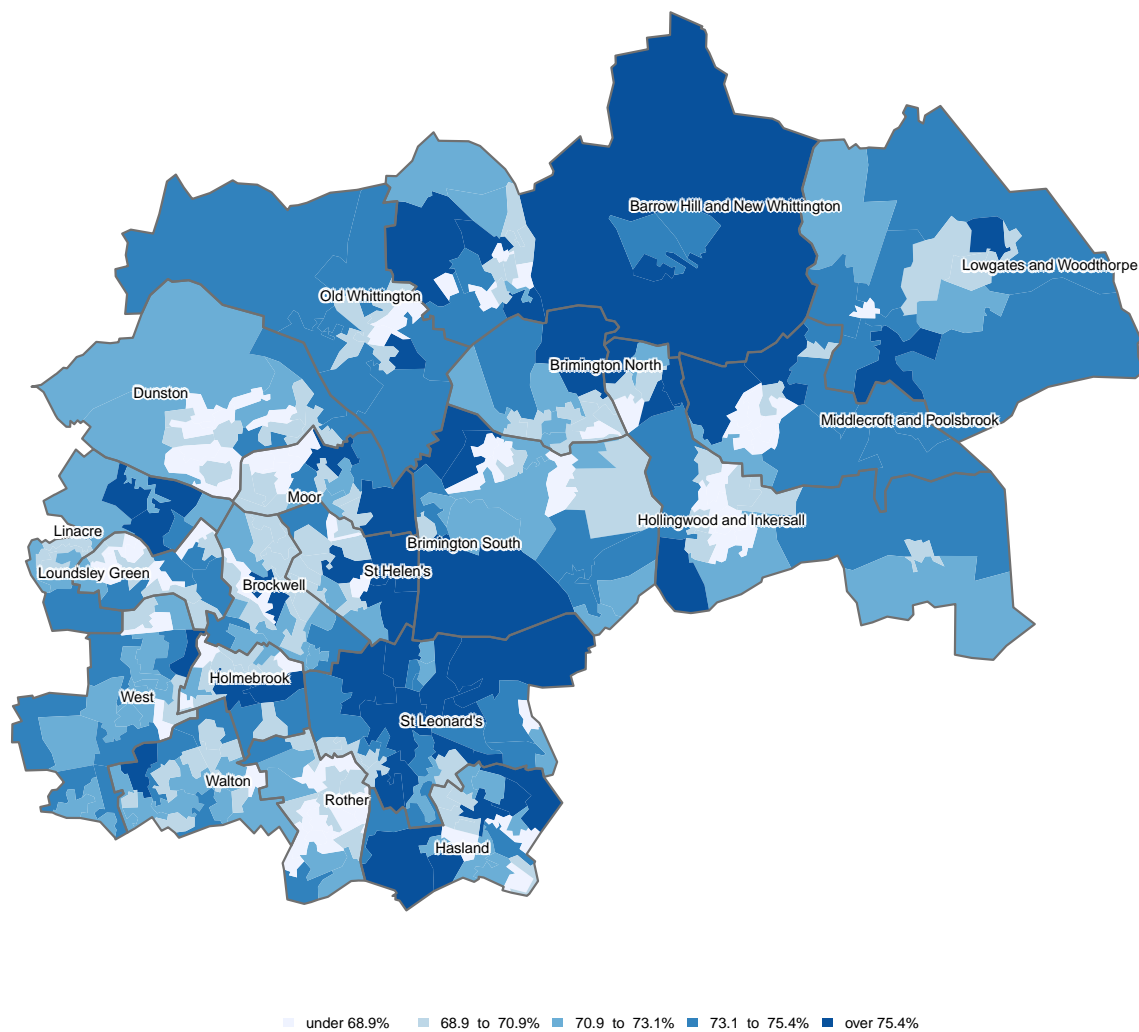 Barrow Hill and New Whittington
Lowgates and Woodthorpe
Old Whittington
Brimington North
Dunston
Middlecroft and Poolsbrook
Moor
Hollingwood and Inkersall
Linacre
Brimington South
Loundsley Green
St Helen's
Brockwell
Holmebrook
West
St Leonard's
Walton
Rother
Hasland
under 68.9% 68.9 to 70.9% 70.9 to 73.1% 73.1 to 75.4% over 75.4%